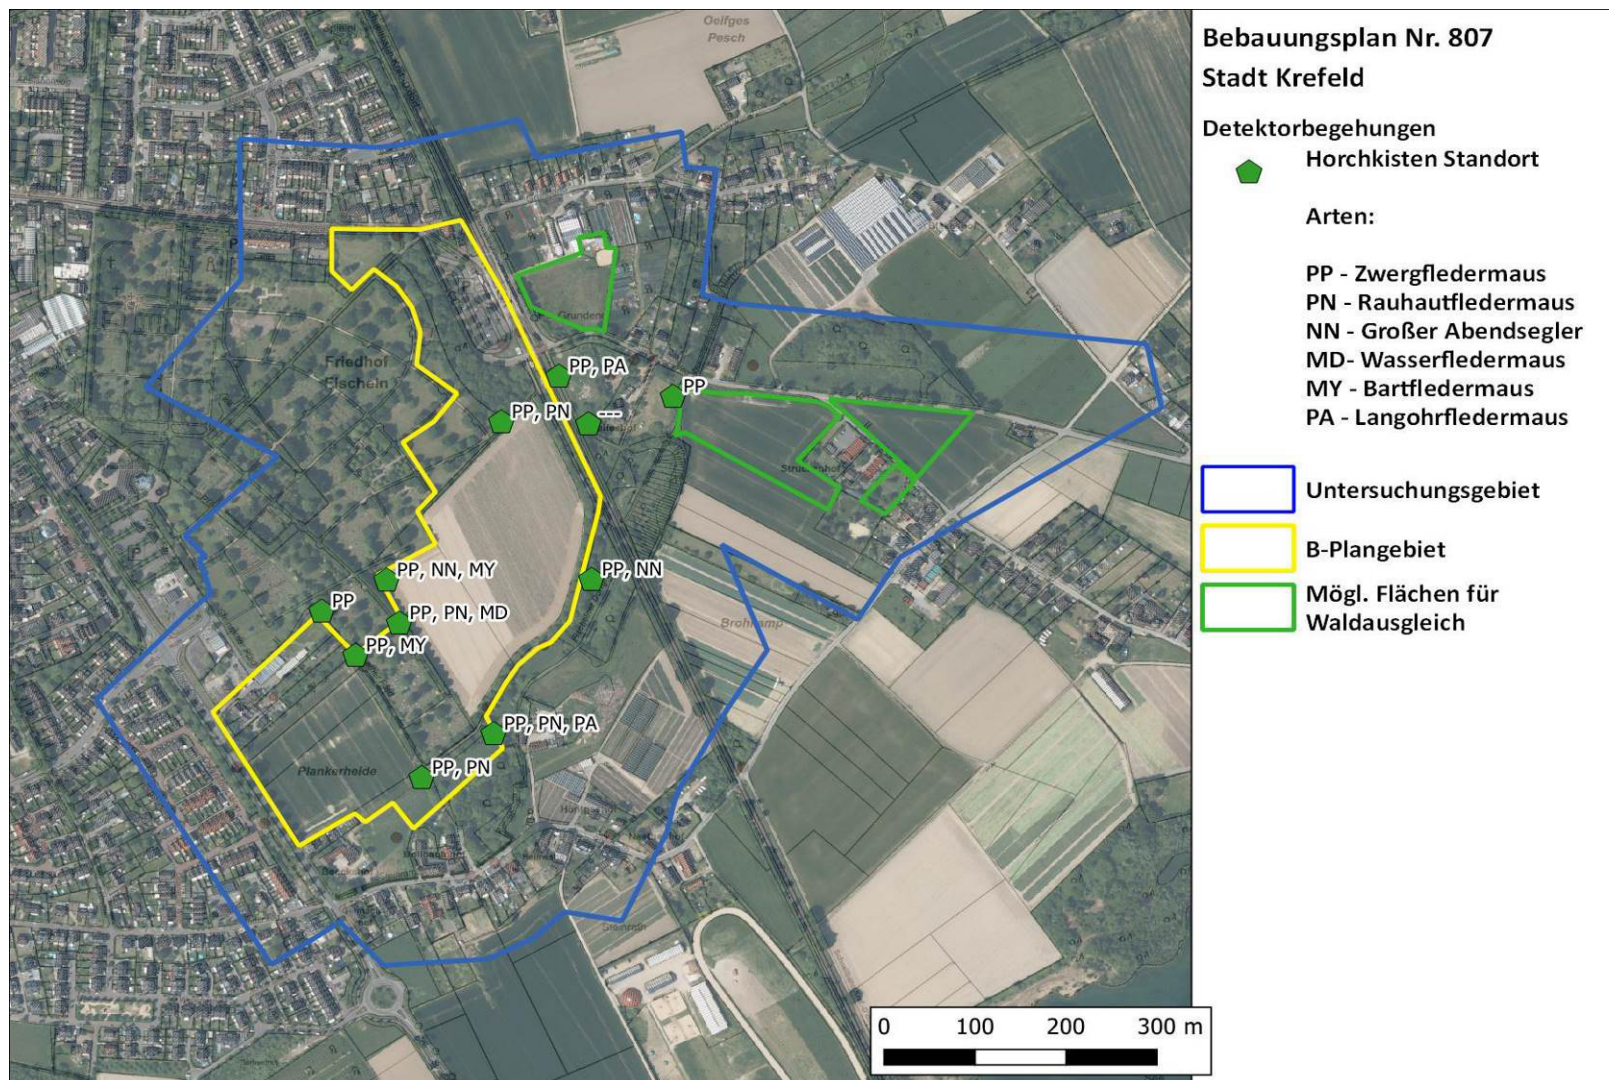 Oelfges
Pesch
Friedhof
Fischeln
PP, PA
PP
PP, PN
---
PP, NN, MY
PP, NN
PP
PP, PN, MD
PP, MY
Brohkamp
PP, PN, PA
PP, PN
Plankerheide
Steinrath
0 100 200 300 m
Bebauungsplan Nr. 807
Stadt Krefeld
Detektorbegehungen
Horchkisten Standort
Arten:
PP - Zwergfledermaus
PN - Rauhautfledermaus
NN - Großer Abendsegler
MD- Wasserfledermaus
MY - Bartfledermaus
PA - Langohrfledermaus
Untersuchungsgebiet
B-Plangebiet
Mögl. Flächen für
Waldausgleich